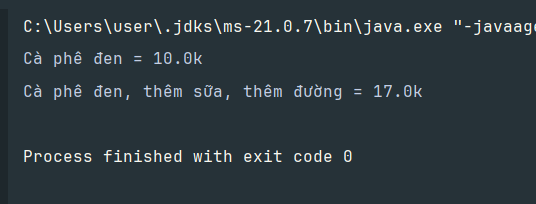 C:\Users\user\.jdks\ms-21.0.7\bin\java.exe "-javaage
Cà phê đen = 10.0k
Cà phê đen, thêm sữa, thêm đường = 17.0k
Process finished with exit code 0